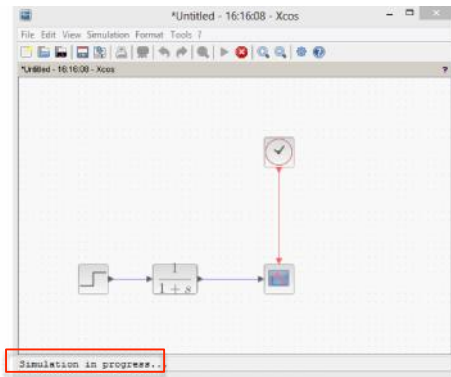 *Untitled - 16:16:08 - Xcos
File Edit View Simulation Format Tools ?
*Untitled - 16:16:08 - Xcos ?
1
1 + s
Simulation in progress...